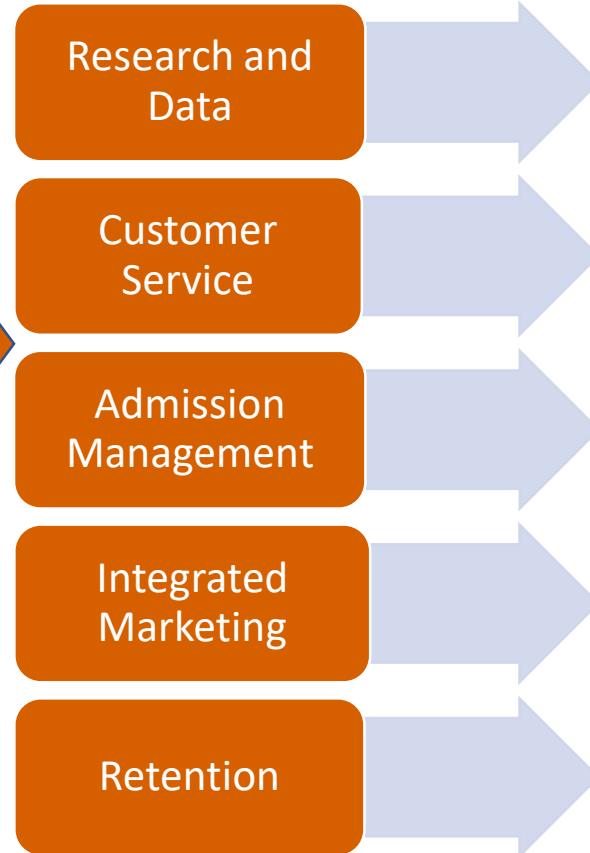 Research and
Data
Customer
Service
Admission
Management
Integrated
Marketing
Retention